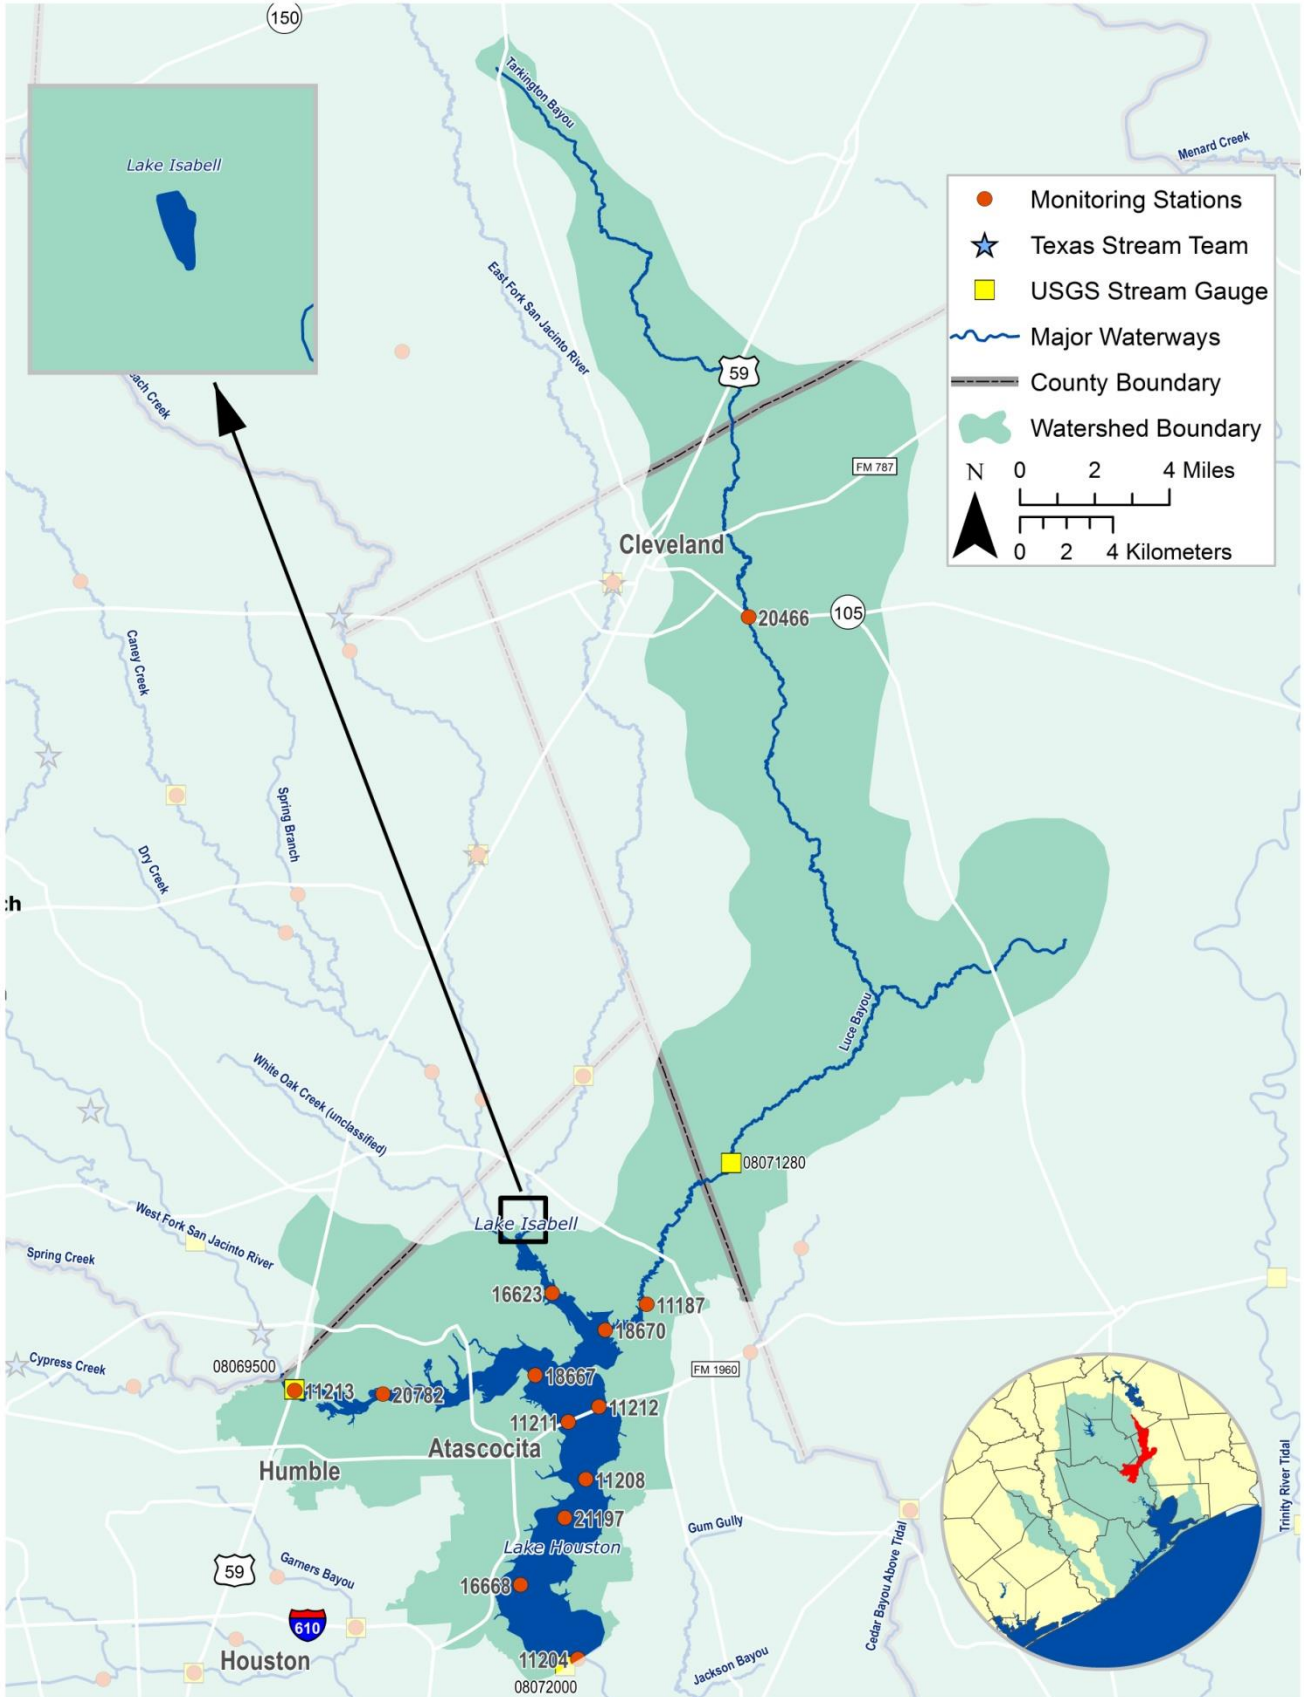 150
Tarkington Bayou
Menard Creek
Lake Isabell
Monitoring Stations
Texas Stream Team
USGS Stream Gauge
Major Waterways
County Boundary
Watershed Boundary
N
0 2 4 Miles
0 2 4 Kilometers
East Fork San Jacinto River
59
ach Creek
FM 787
Cleveland
20466
105
Caney Creek
Spring Branch
Dry Creek
ch
Luce Bayou
White Oak Creek (unclassified)
08071280
West Fork San Jacinto River
Lake Isabell
Spring Creek
16623
11187
18670
Cypress Creek
08069500
18667
FM 1960
11213
20782
11212
11211
Atascocita
Humble
11208
21197
Gum Gully
Lake Houston
Garners Bayou
59
16668
610
Houston
11204
08072000
Jackson Bayou
Cedar Bayou Above Tidal
Trinity River Tidal